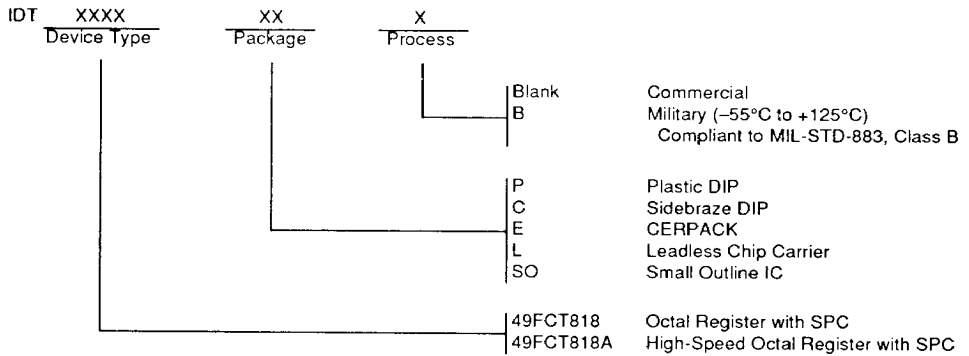 IDT XXXX XX X
Device Type Package Process
Blank Commercial
B Military (–55°C to +125°C)
Compliant to MIL-STD-883, Class B
P Plastic DIP
C Sidebraze DIP
E CERPACK
L Leadless Chip Carrier
SO Small Outline IC
49FCT818 Octal Register with SPC
49FCT818A High-Speed Octal Register with SPC